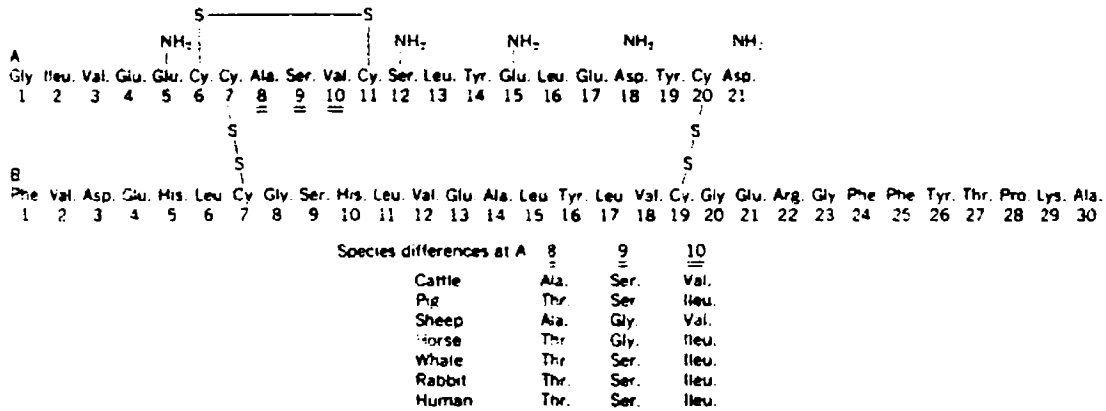 S S
NH₂ NH₂ NH₂ NH₂ NH₂
A S S
Gly Ileu. Val. Glu. Glu. Cy. Cy. Ala. Ser. Val. Cy. Ser. Leu. Tyr. Glu. Leu. Glu. Asp. Tyr. Cy Asp.
1 2 3 4 5 6 7 8 9 10 11 12 13 14 15 16 17 18 19 20 21
S S
S S
B
Phe Val. Asp. Glu. His. Leu Cy Gly. Ser. His. Leu. Val. Glu Ala. Leu Tyr. Leu Val. Cy. Gly Glu. Arg. Gly Phe Phe Tyr. Thr. Pro. Lys. Ala.
1 2 3 4 5 6 7 8 9 10 11 12 13 14 15 16 17 18 19 20 21 22 23 24 25 26 27 28 29 30
Species differences at A 8 9 10
Cattle Ala. Ser. Val.
Pig Thr. Ser Ileu.
Sheep Ala. Gly. Val.
Horse Thr Gly. Ileu.
Whale Thr Ser. Ileu.
Rabbit Thr. Ser. Ileu.
Human Thr. Ser. Ileu.